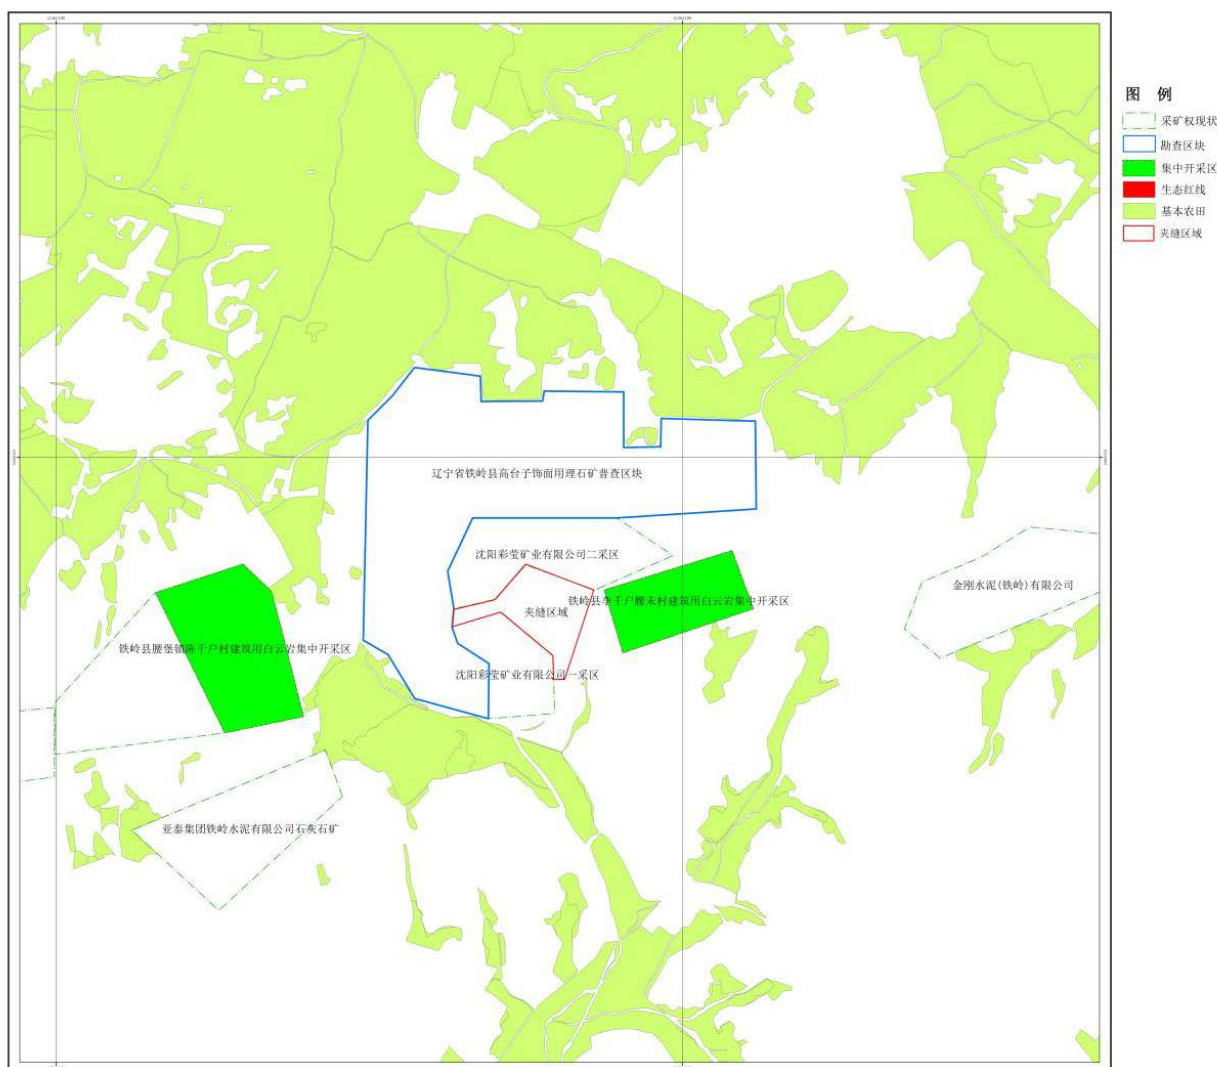 图 例
采矿权现状
勘查区块
集中开采区
生态红线
基本农田
夹缝区域
辽宁省铁岭县高台子饰面用理石矿普查区块
沈阳彩莹矿业有限公司二采区
金刚水泥(铁岭)有限公司
铁岭县李千户腰未村建筑用白云岩集中开采区
夹缝区域
铁岭县腰堡镇陈千户村建筑用白云岩集中开采区
沈阳彩莹矿业有限公司一采区
亚泰集团铁岭水泥有限公司石灰石矿